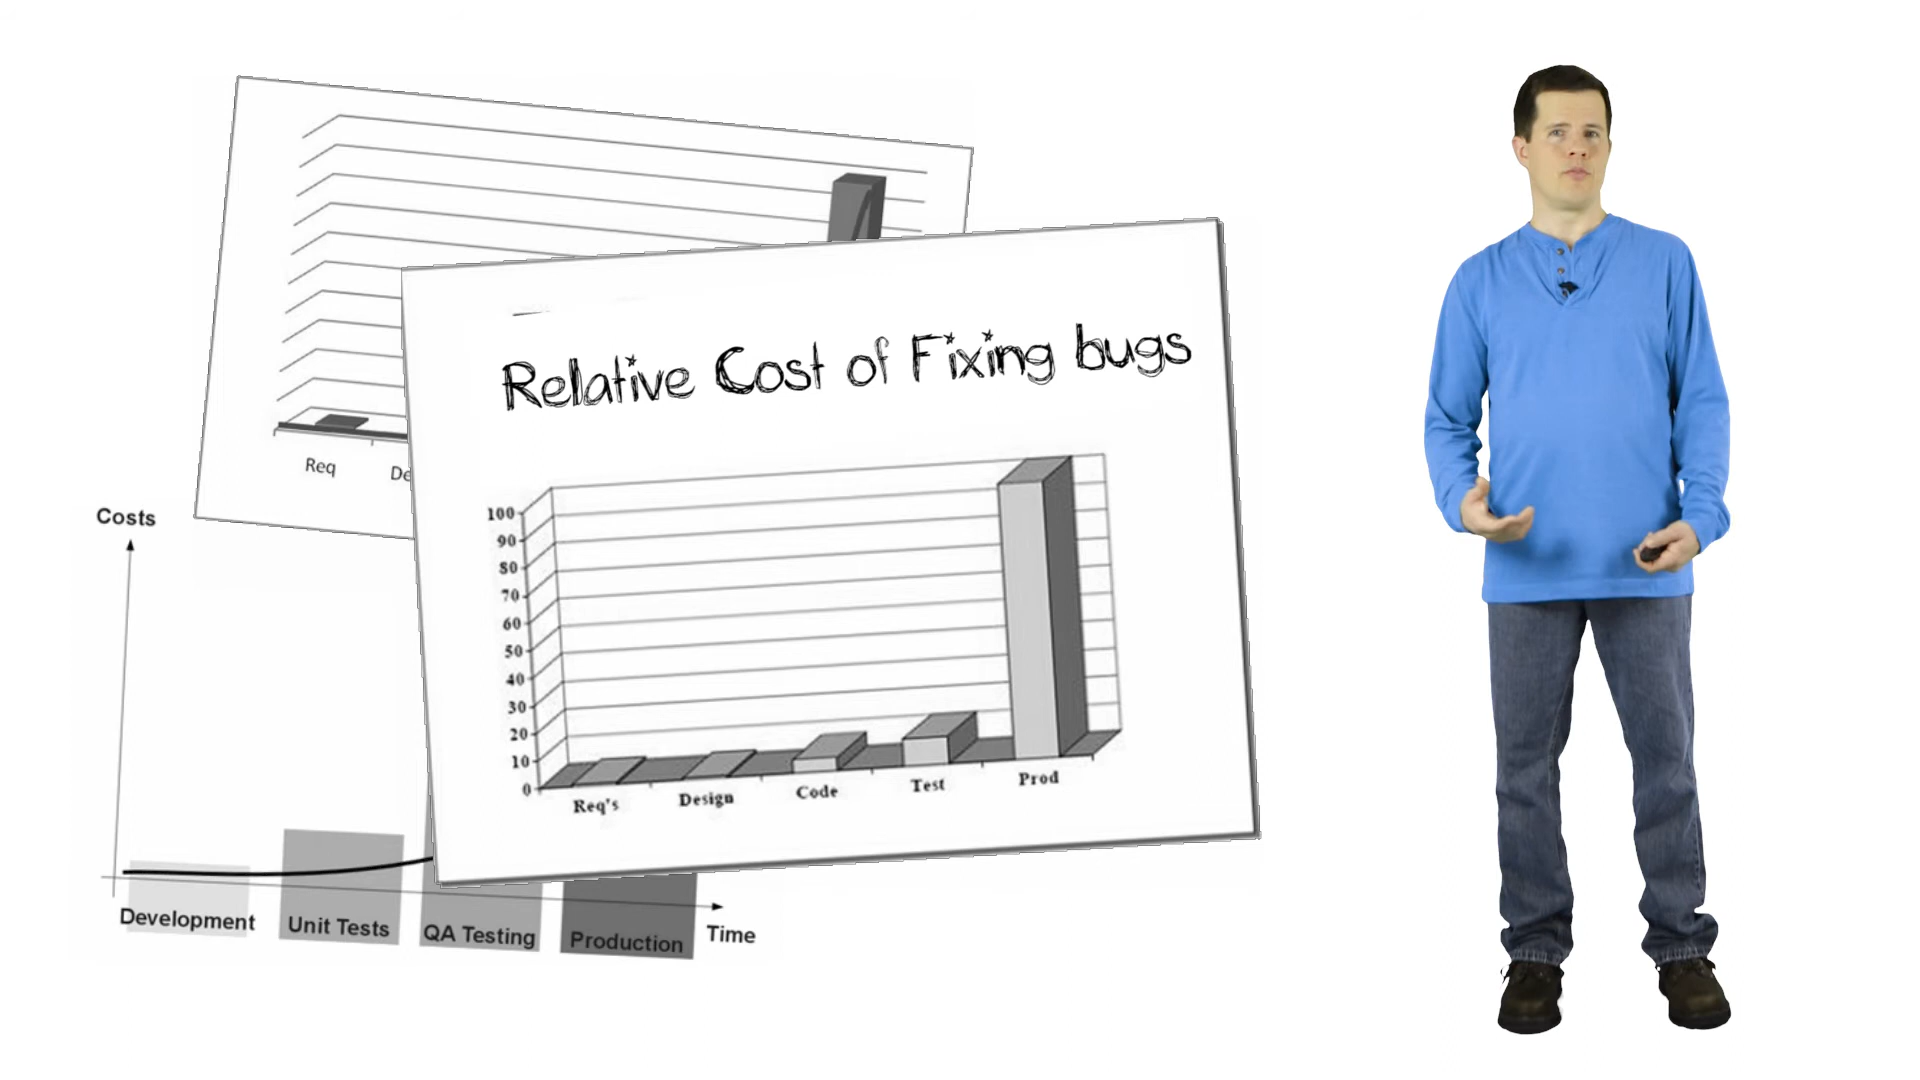 Relative Cost of Fixing bugs
100
90
80
70
60
50
40
30
20
10
0
Req's Design Code Test Prod
Req De
Costs
Development Unit Tests QA Testing Production Time